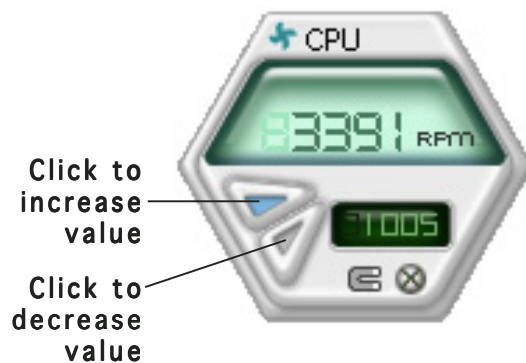 CPU
3391 RPM
Click to
increase
value
1005
Click to
decrease
value